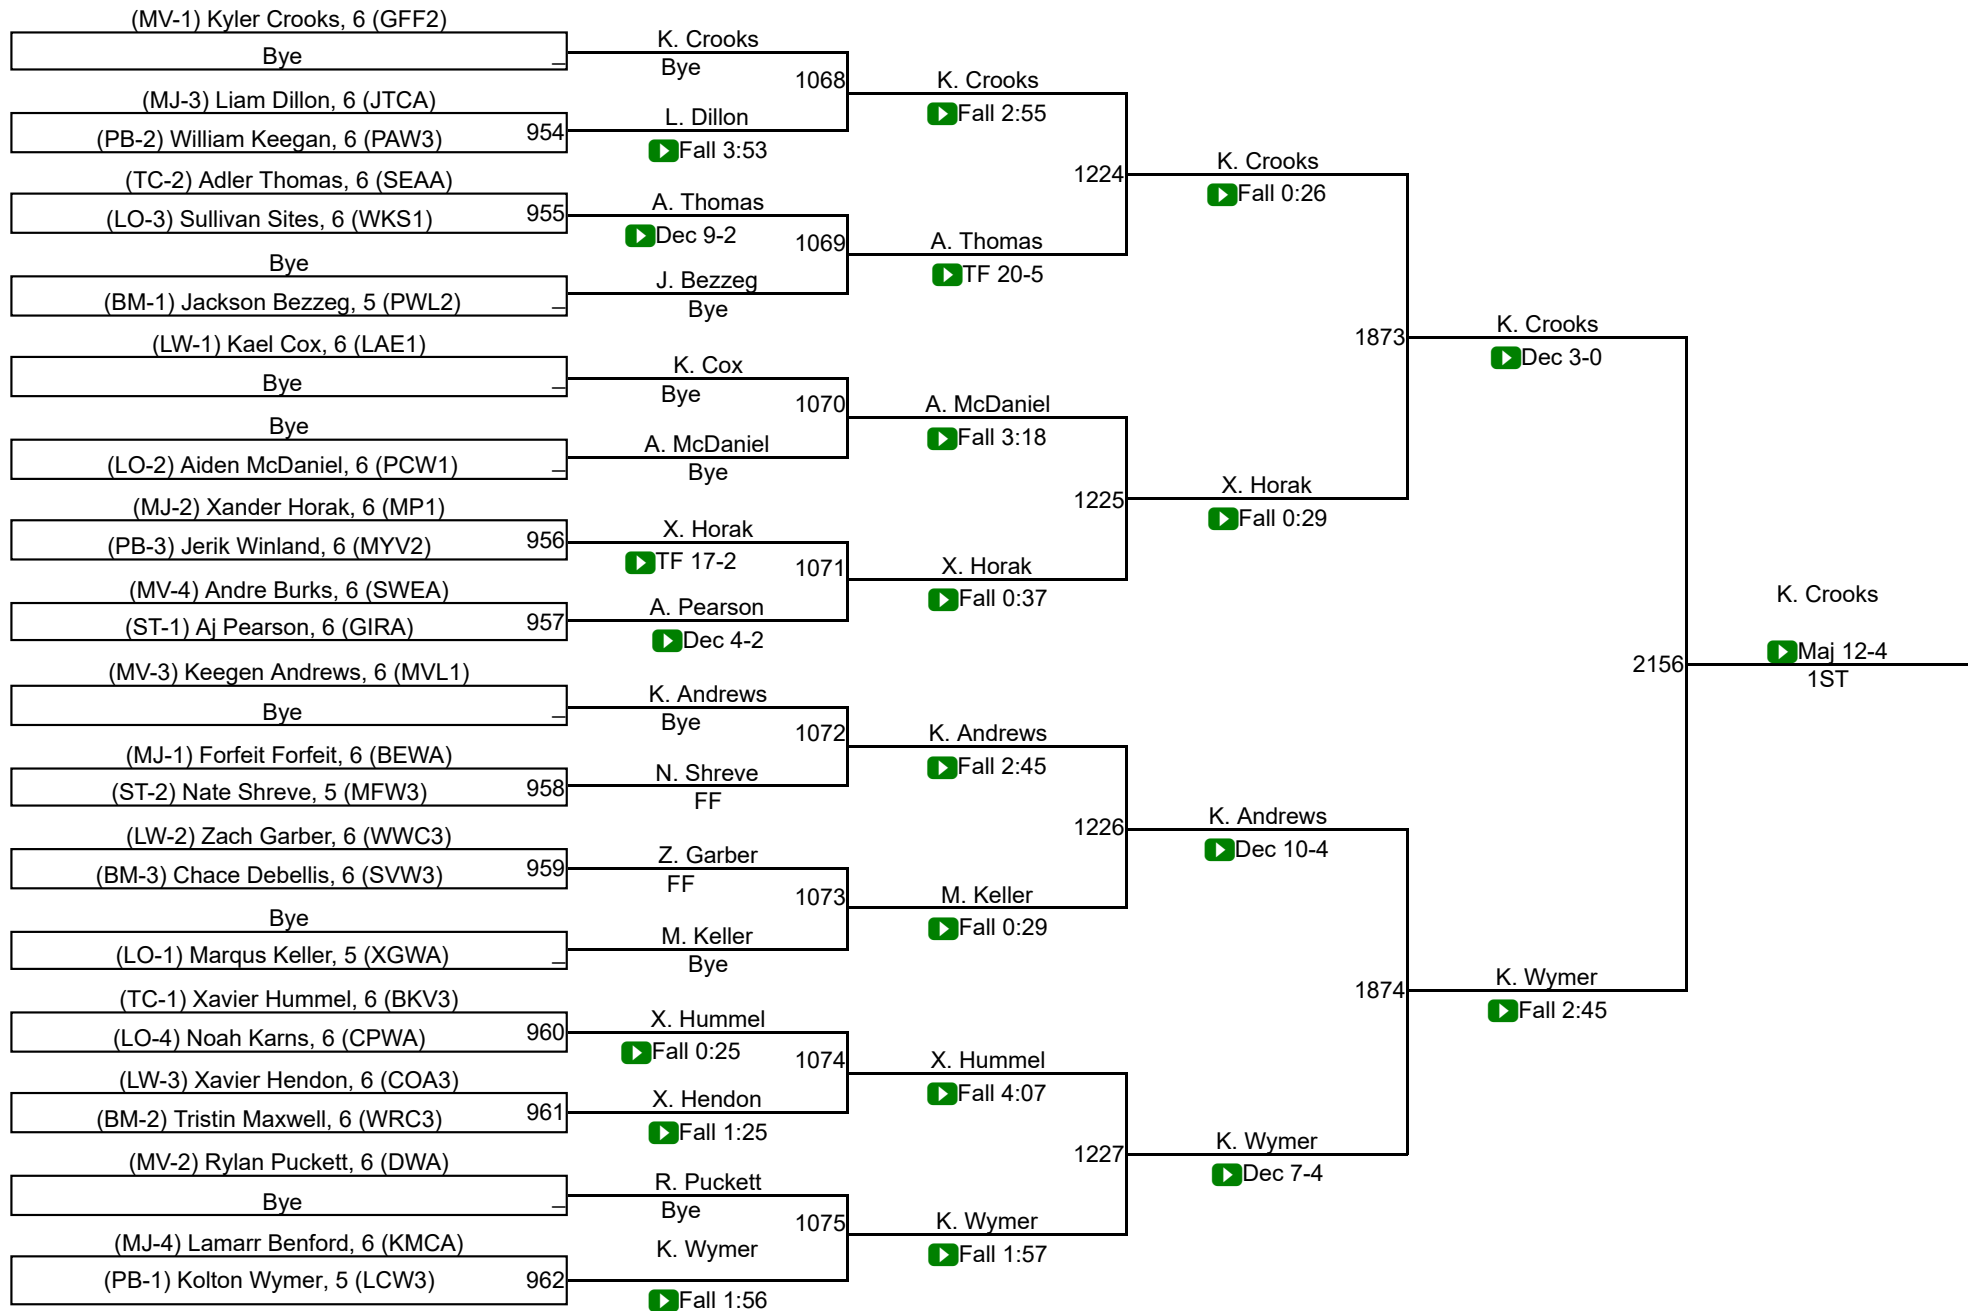 (MV-1) Kyler Crooks, 6 (GFF2)
Bye
(MJ-3) Liam Dillon, 6 (JTCA)
(PB-2) William Keegan, 6 (PAW3) 954
(TC-2) Adler Thomas, 6 (SEAA)
(LO-3) Sullivan Sites, 6 (WKS1) 955
Bye
(BM-1) Jackson Bezzeg, 5 (PWL2)
(LW-1) Kael Cox, 6 (LAE1)
Bye
Bye
(LO-2) Aiden McDaniel, 6 (PCW1)
(MJ-2) Xander Horak, 6 (MP1)
(PB-3) Jerik Winland, 6 (MYV2) 956
(MV-4) Andre Burks, 6 (SWEA)
(ST-1) Aj Pearson, 6 (GIRA) 957
(MV-3) Keegen Andrews, 6 (MVL1)
Bye
(MJ-1) Forfeit Forfeit, 6 (BEWA)
(ST-2) Nate Shreve, 5 (MFW3) 958
(LW-2) Zach Garber, 6 (WWC3)
(BM-3) Chace Debellis, 6 (SVW3) 959
Bye
(LO-1) Marqus Keller, 5 (XGWA)
(TC-1) Xavier Hummel, 6 (BKV3)
(LO-4) Noah Karns, 6 (CPWA) 960
(LW-3) Xavier Hendon, 6 (COA3)
(BM-2) Tristin Maxwell, 6 (WRC3) 961
(MV-2) Rylan Puckett, 6 (DWA)
Bye
(MJ-4) Lamarr Benford, 6 (KMCA)
(PB-1) Kolton Wymer, 5 (LCW3) 962
K. Crooks
Bye
1068
L. Dillon
Fall 3:53
A. Thomas
Dec 9-2
1069
J. Bezzeg
Bye
K. Cox
Bye
1070
A. McDaniel
Bye
X. Horak
TF 17-2
1071
A. Pearson
Dec 4-2
K. Andrews
Bye
1072
N. Shreve
FF
Z. Garber
FF
1073
M. Keller
Bye
X. Hummel
Fall 0:25
1074
X. Hendon
Fall 1:25
R. Puckett
Bye
1075
K. Wymer
Fall 1:56
K. Crooks
Fall 2:55
1224
A. Thomas
TF 20-5
A. McDaniel
Fall 3:18
1225
X. Horak
Fall 0:37
K. Andrews
Fall 2:45
1226
M. Keller
Fall 0:29
X. Hummel
Fall 4:07
1227
K. Wymer
Fall 1:57
K. Crooks
Fall 0:26
1873
X. Horak
Fall 0:29
K. Andrews
Dec 10-4
1874
K. Wymer
Dec 7-4
K. Crooks
Dec 3-0
2156
K. Wymer
Fall 2:45
K. Crooks
Maj 12-4
1ST